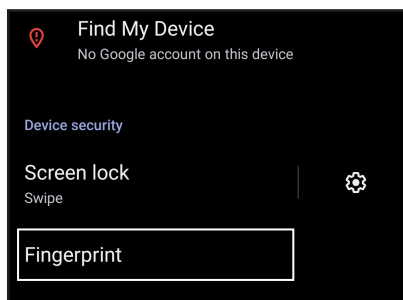 Find My Device
No Google account on this device
Device security
Screen lock
Swipe
Fingerprint